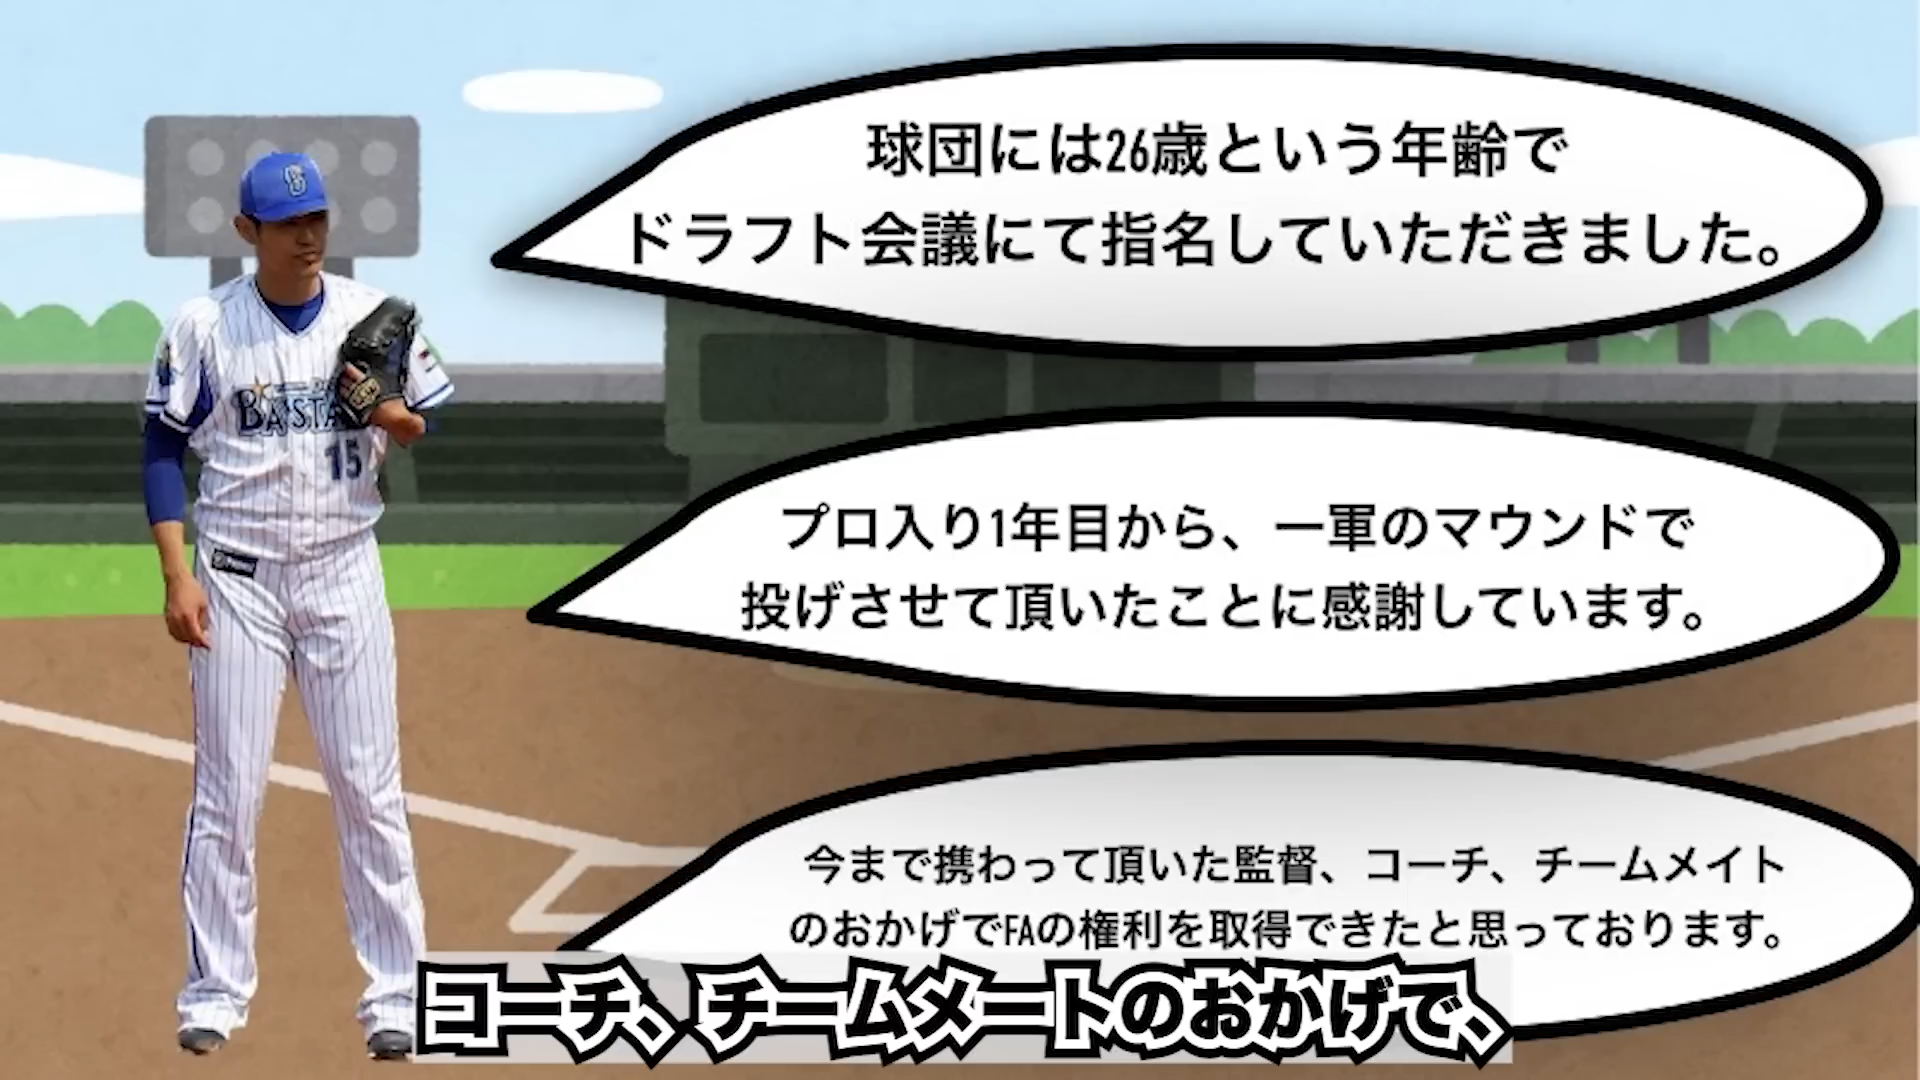 球団には26歳という年齢で
ドラフト会議にて指名していただきました。
プロ入り1年目から、一軍のマウンドで
投げさせて頂いたことに感謝しています。
今まで携わって頂いた監督、コーチ、チームメイト
のおかげでFAの権利を取得できたと思っております。
コーチ、チームメートのおかげで、
15